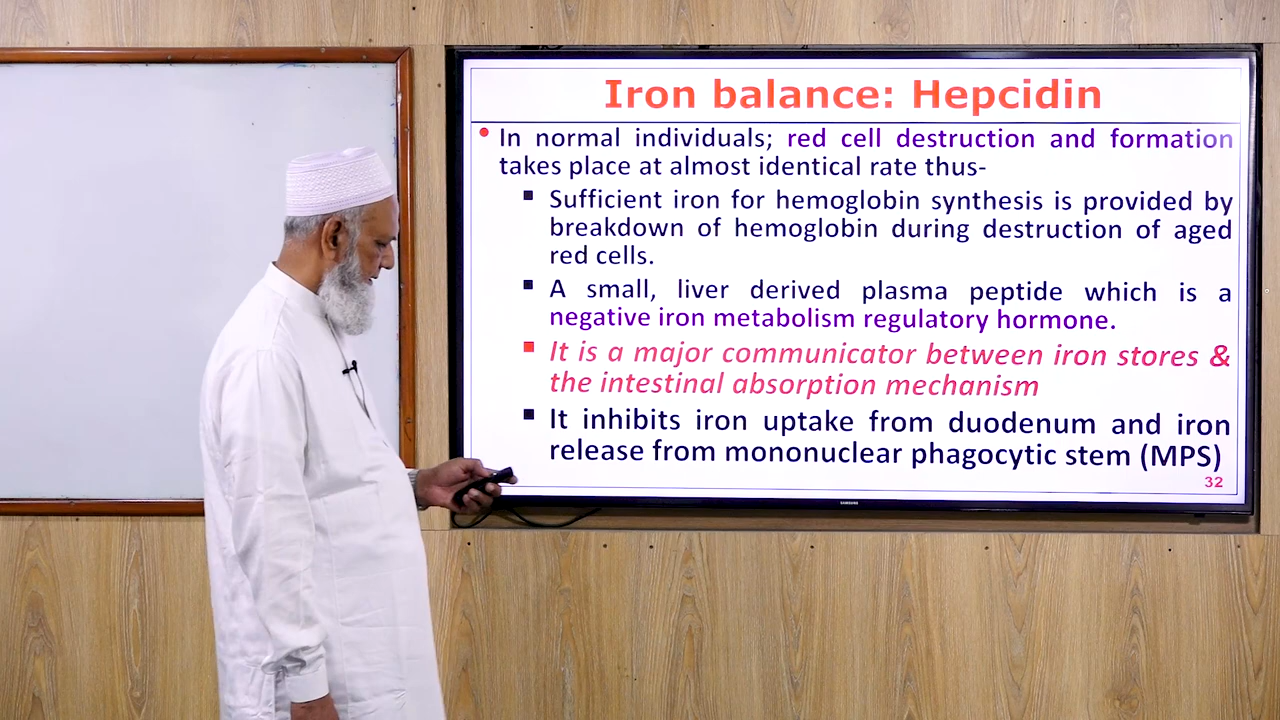 Iron balance: Hepcidin
• In normal individuals; red cell destruction and formation
takes place at almost identical rate thus-
▪ Sufficient iron for hemoglobin synthesis is provided by
breakdown of hemoglobin during destruction of aged
red cells.
▪ A small, liver derived plasma peptide which is a
negative iron metabolism regulatory hormone.
▪ It is a major communicator between iron stores &
the intestinal absorption mechanism
▪ It inhibits iron uptake from duodenum and iron
release from mononuclear phagocytic stem (MPS)
32
SAMSUNG